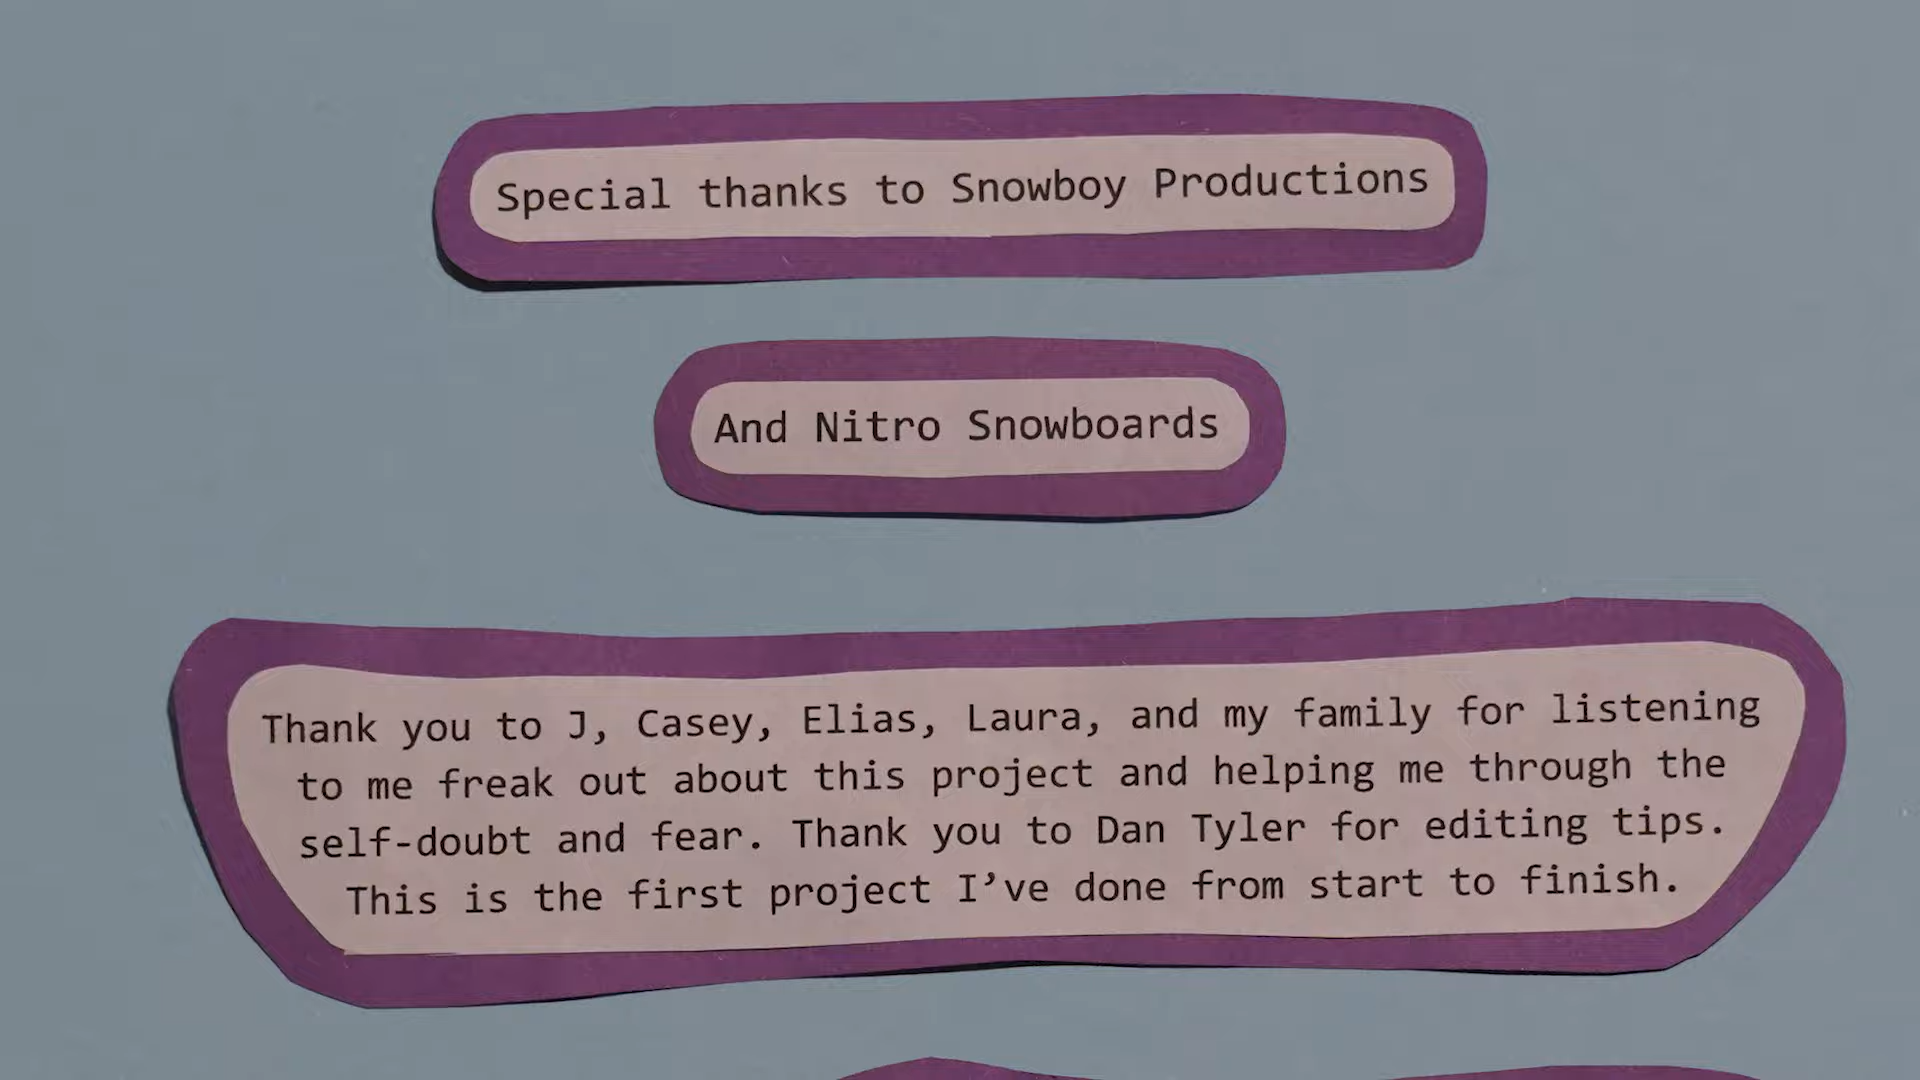 Special thanks to Snowboy Productions
And Nitro Snowboards
Thank you to J, Casey, Elias, Laura, and my family for listening
to me freak out about this project and helping me through the
self-doubt and fear. Thank you to Dan Tyler for editing tips.
This is the first project I’ve done from start to finish.